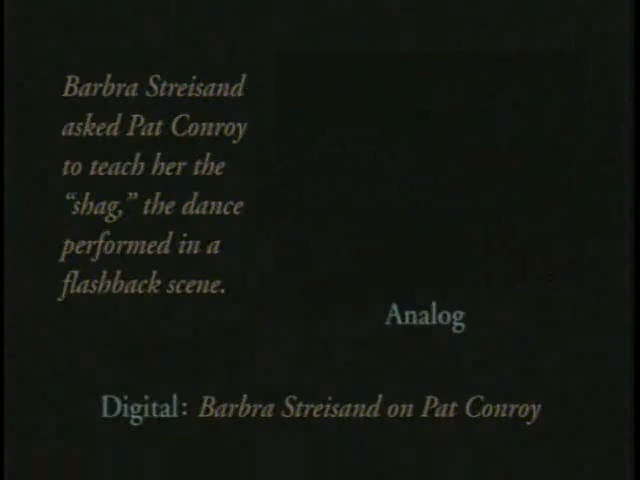 Barbra Streisand
asked Pat Conroy
to teach her the
“shag,” the dance
performed in a
flashback scene.
Analog
Digital: Barbra Streisand on Pat Conroy